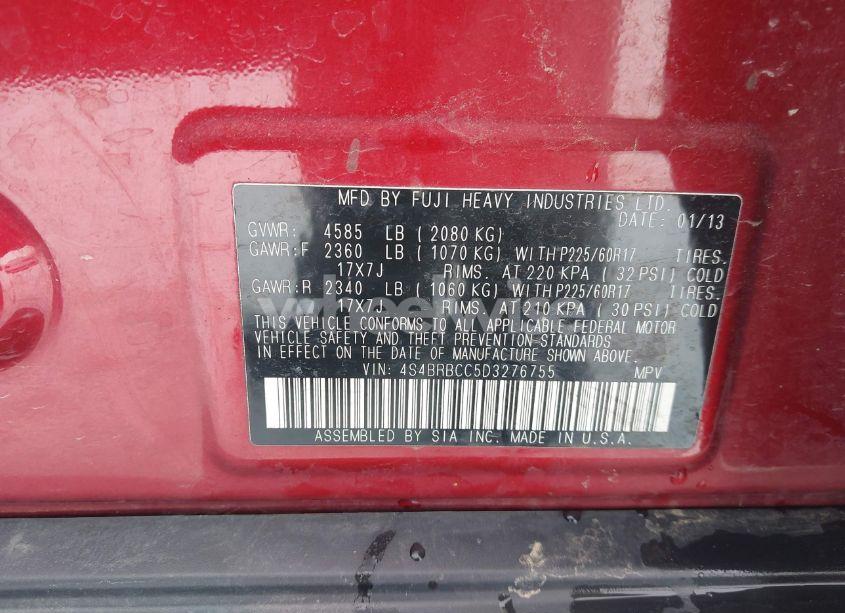 MFD BY FUJI HEAVY INDUSTRIES LTD.
DATE: 01/13
GVWR: 4585 LB (2080 KG)
GAWR:F 2360 LB (1070 KG) WITH P225/60R17 TIRES.
17X7J RIMS. AT 220 KPA (32 PSI) COLD
GAWR:R 2340 LB (1060 KG) WITH P225/60R17 TIRES.
17X7J RIMS. AT 210 KPA (30 PSI) COLD
THIS VEHICLE CONFORMS TO ALL APPLICABLE FEDERAL MOTOR
VEHICLE SAFETY AND THEFT PREVENTION STANDARDS
IN EFFECT ON THE DATE OF MANUFACTURE SHOWN ABOVE.
VIN: 4S4BRBCC5D3276755 MPV
ASSEMBLED BY SIA INC. MADE IN U.S.A.